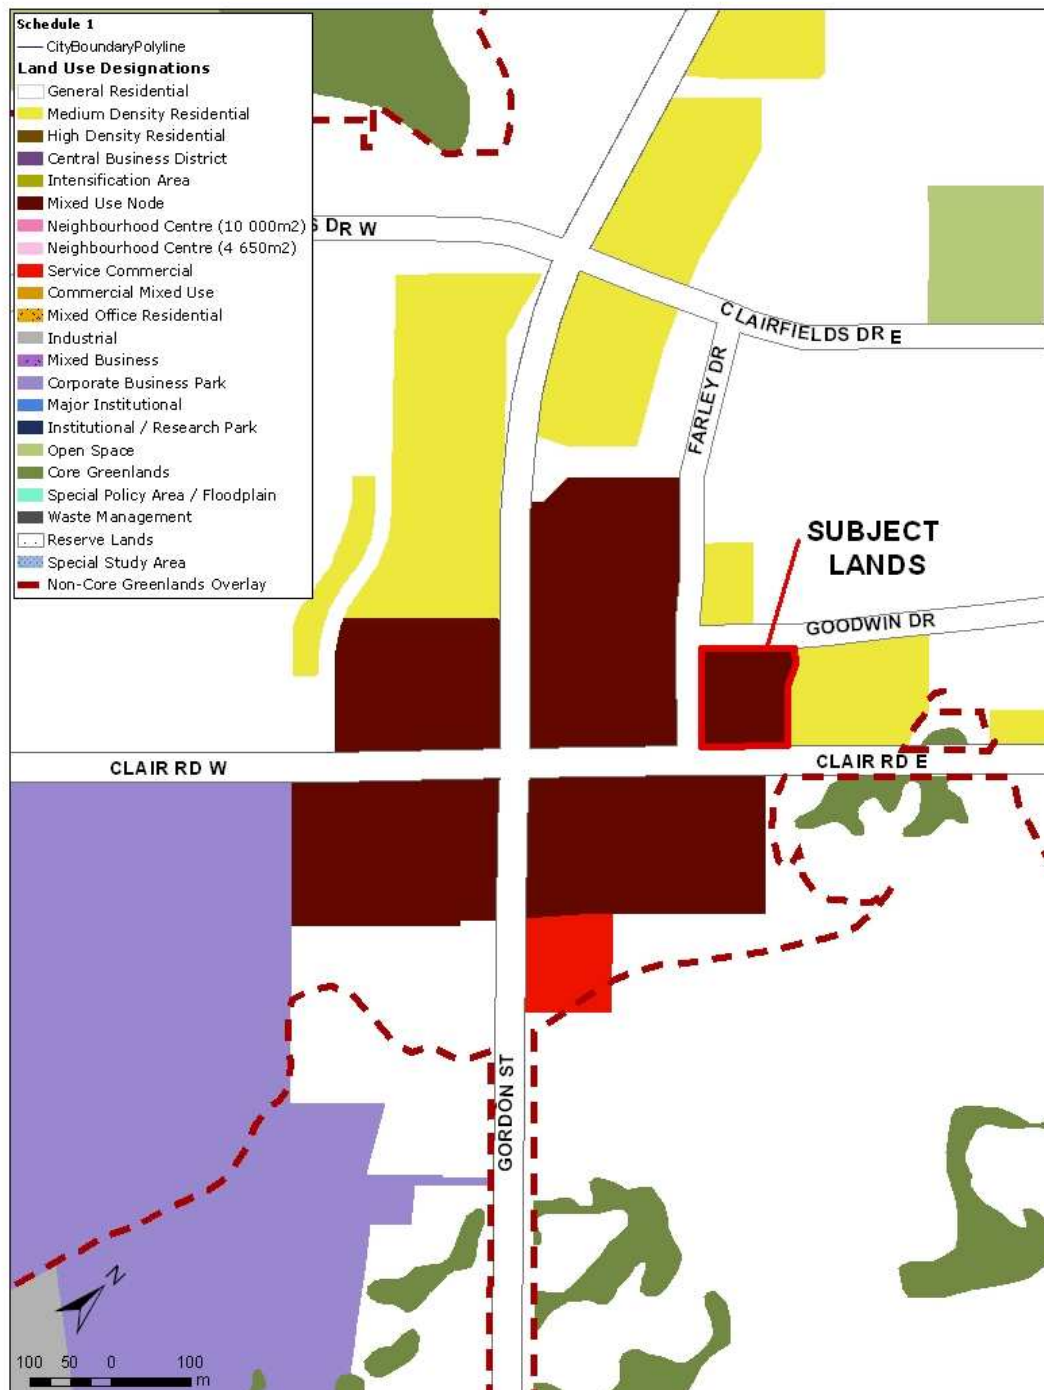 Schedule 1
CityBoundaryPolyline
Land Use Designations
General Residential
Medium Density Residential
High Density Residential
Central Business District
Intensification Area
Mixed Use Node
Neighbourhood Centre (10 000m2)
Neighbourhood Centre (4 650m2)
Service Commercial
Commercial Mixed Use
Mixed Office Residential
Industrial
Mixed Business
Corporate Business Park
Major Institutional
Institutional / Research Park
Open Space
Core Greenlands
Special Policy Area / Floodplain
Waste Management
Reserve Lands
Special Study Area
Non-Core Greenlands Overlay
S DR W
CLAIRFIELDS DR E
FARLEY DR
SUBJECT
LANDS
GOODWIN DR
CLAIR RD W
CLAIR RD E
GORDON ST
N
100 50 0 100
m